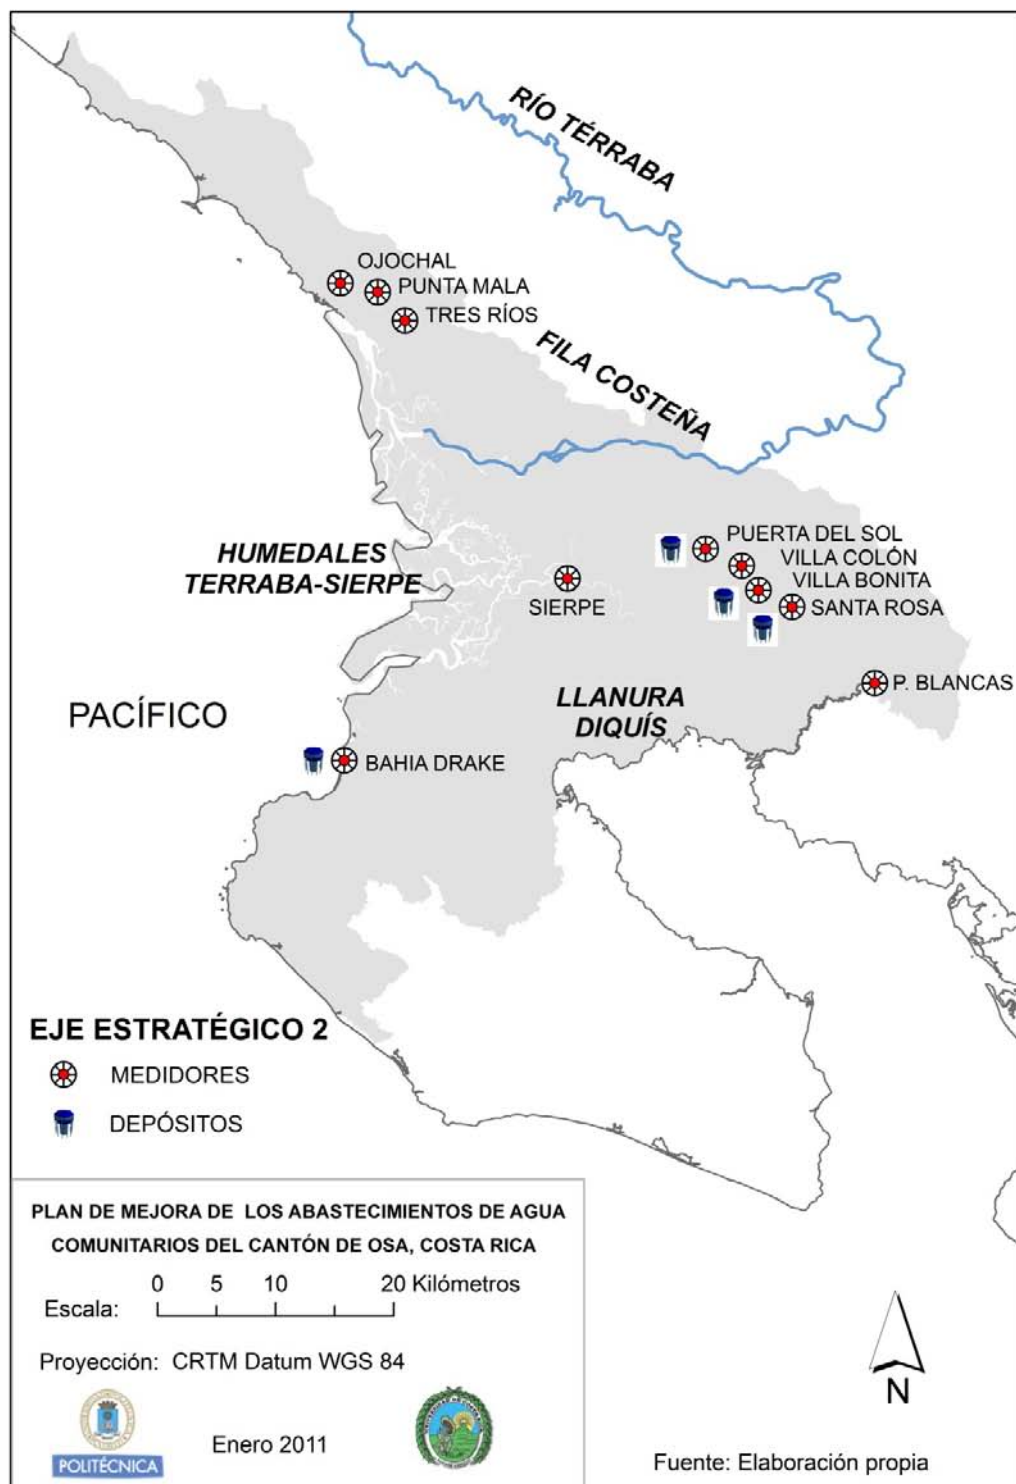 RÍO TÉRRABA
OJOCHAL
PUNTA MALA
TRES RÍOS
FILA COSTEÑA
HUMEDALES
TERRABA-SIERPE
PUERTA DEL SOL
VILLA COLÓN
VILLA BONITA
SANTA ROSA
SIERPE
P. BLANCAS
LLANURA
DIQUÍS
PACÍFICO
BAHIA DRAKE
EJE ESTRATÉGICO 2
MEDIDORES
DEPÓSITOS
PLAN DE MEJORA DE LOS ABASTECIMIENTOS DE AGUA
COMUNITARIOS DEL CANTÓN DE OSA, COSTA RICA
0 5 10 20 Kilómetros
Escala:
Proyección: CRTM Datum WGS 84
POLITÉCNICA
Enero 2011
N
Fuente: Elaboración propia